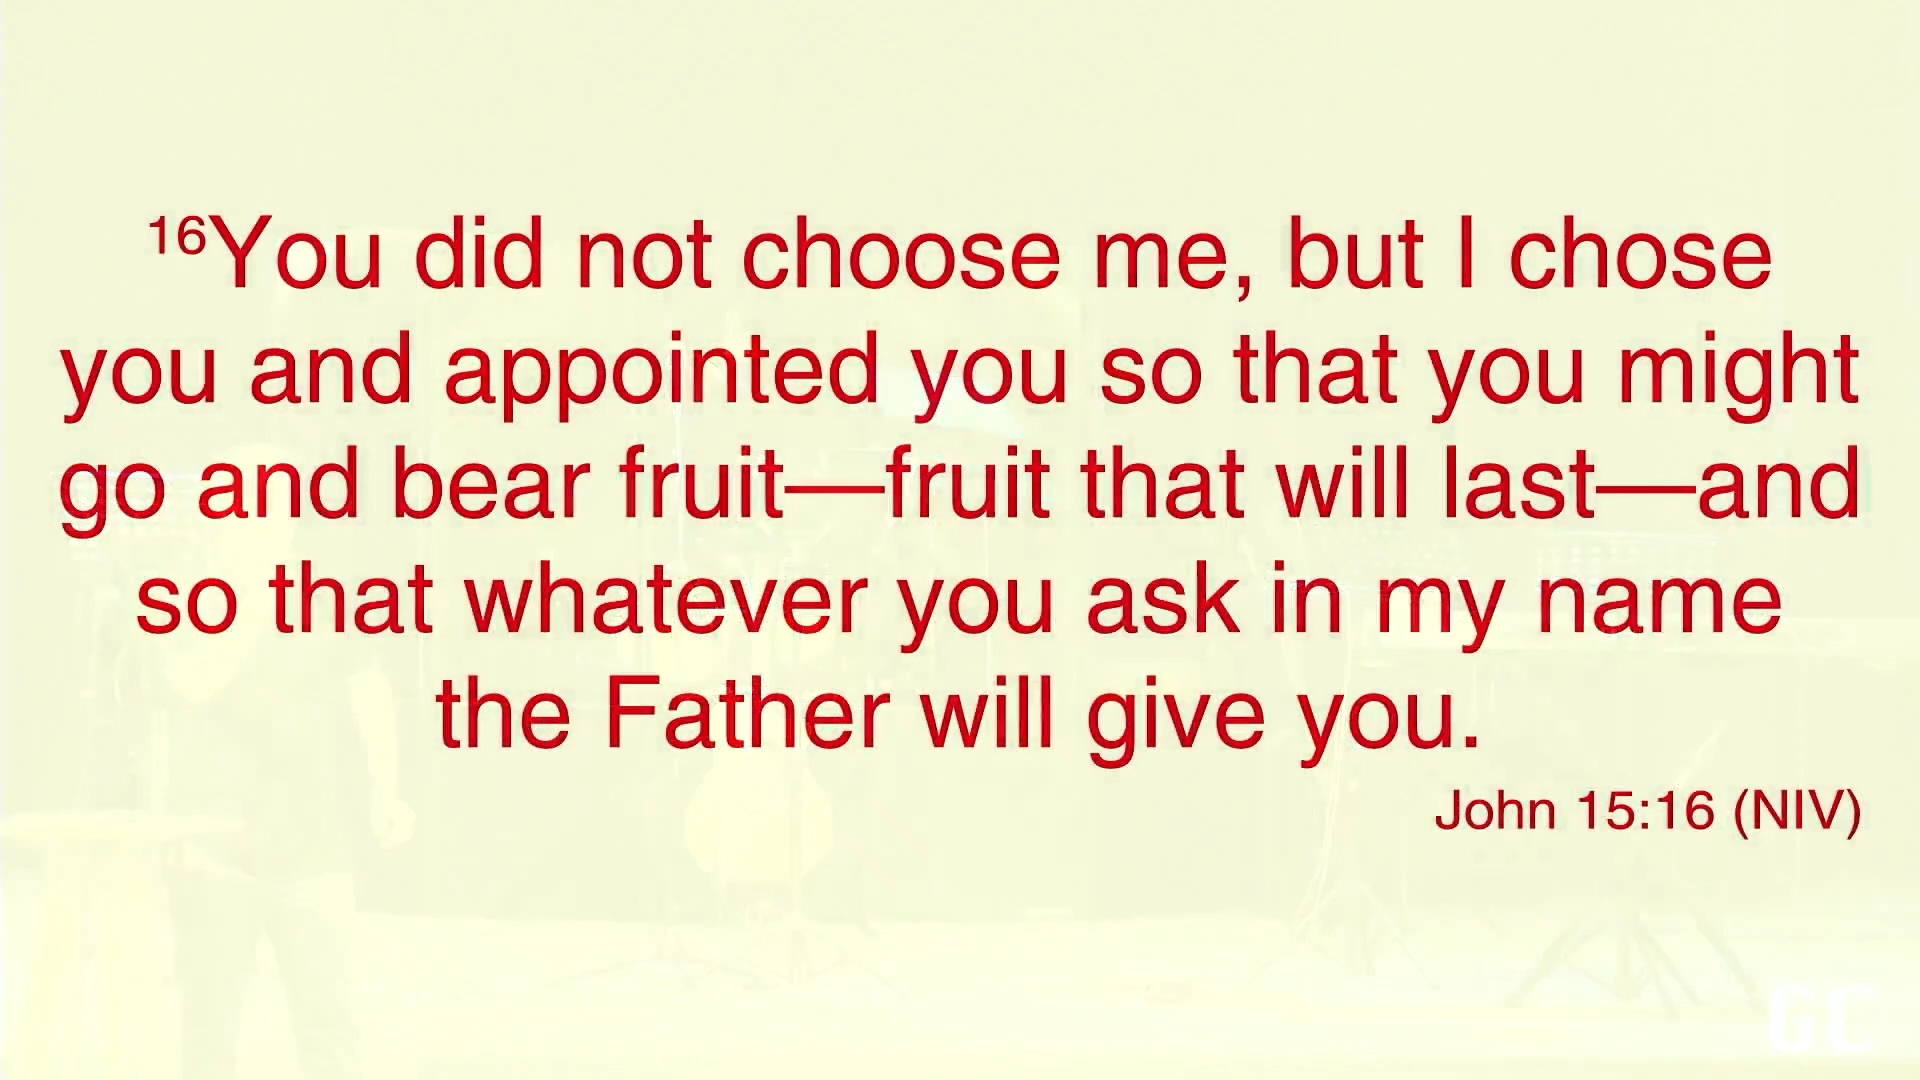 ¹⁶You did not choose me, but I chose
you and appointed you so that you might
go and bear fruit—fruit that will last—and
so that whatever you ask in my name
the Father will give you.
John 15:16 (NIV)
GC